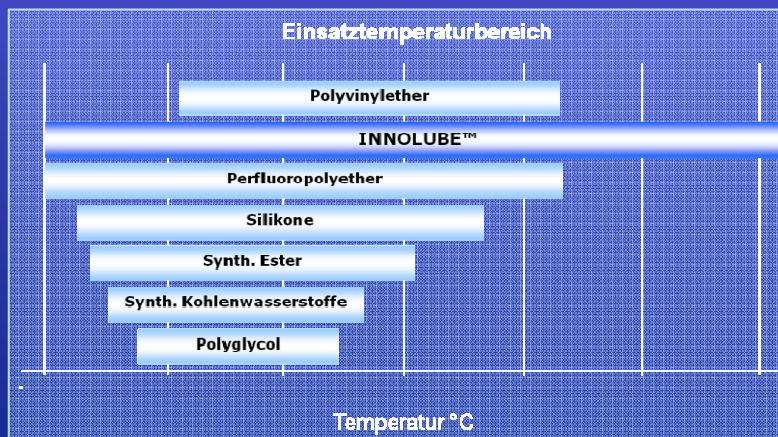 Einsatztemperaturbereich
Polyvinylether
INNOLUBE™
Perfluoropolyether
Silikone
Synth. Ester
Synth. Kohlenwasserstoffe
Polyglycol
Temperatur °C